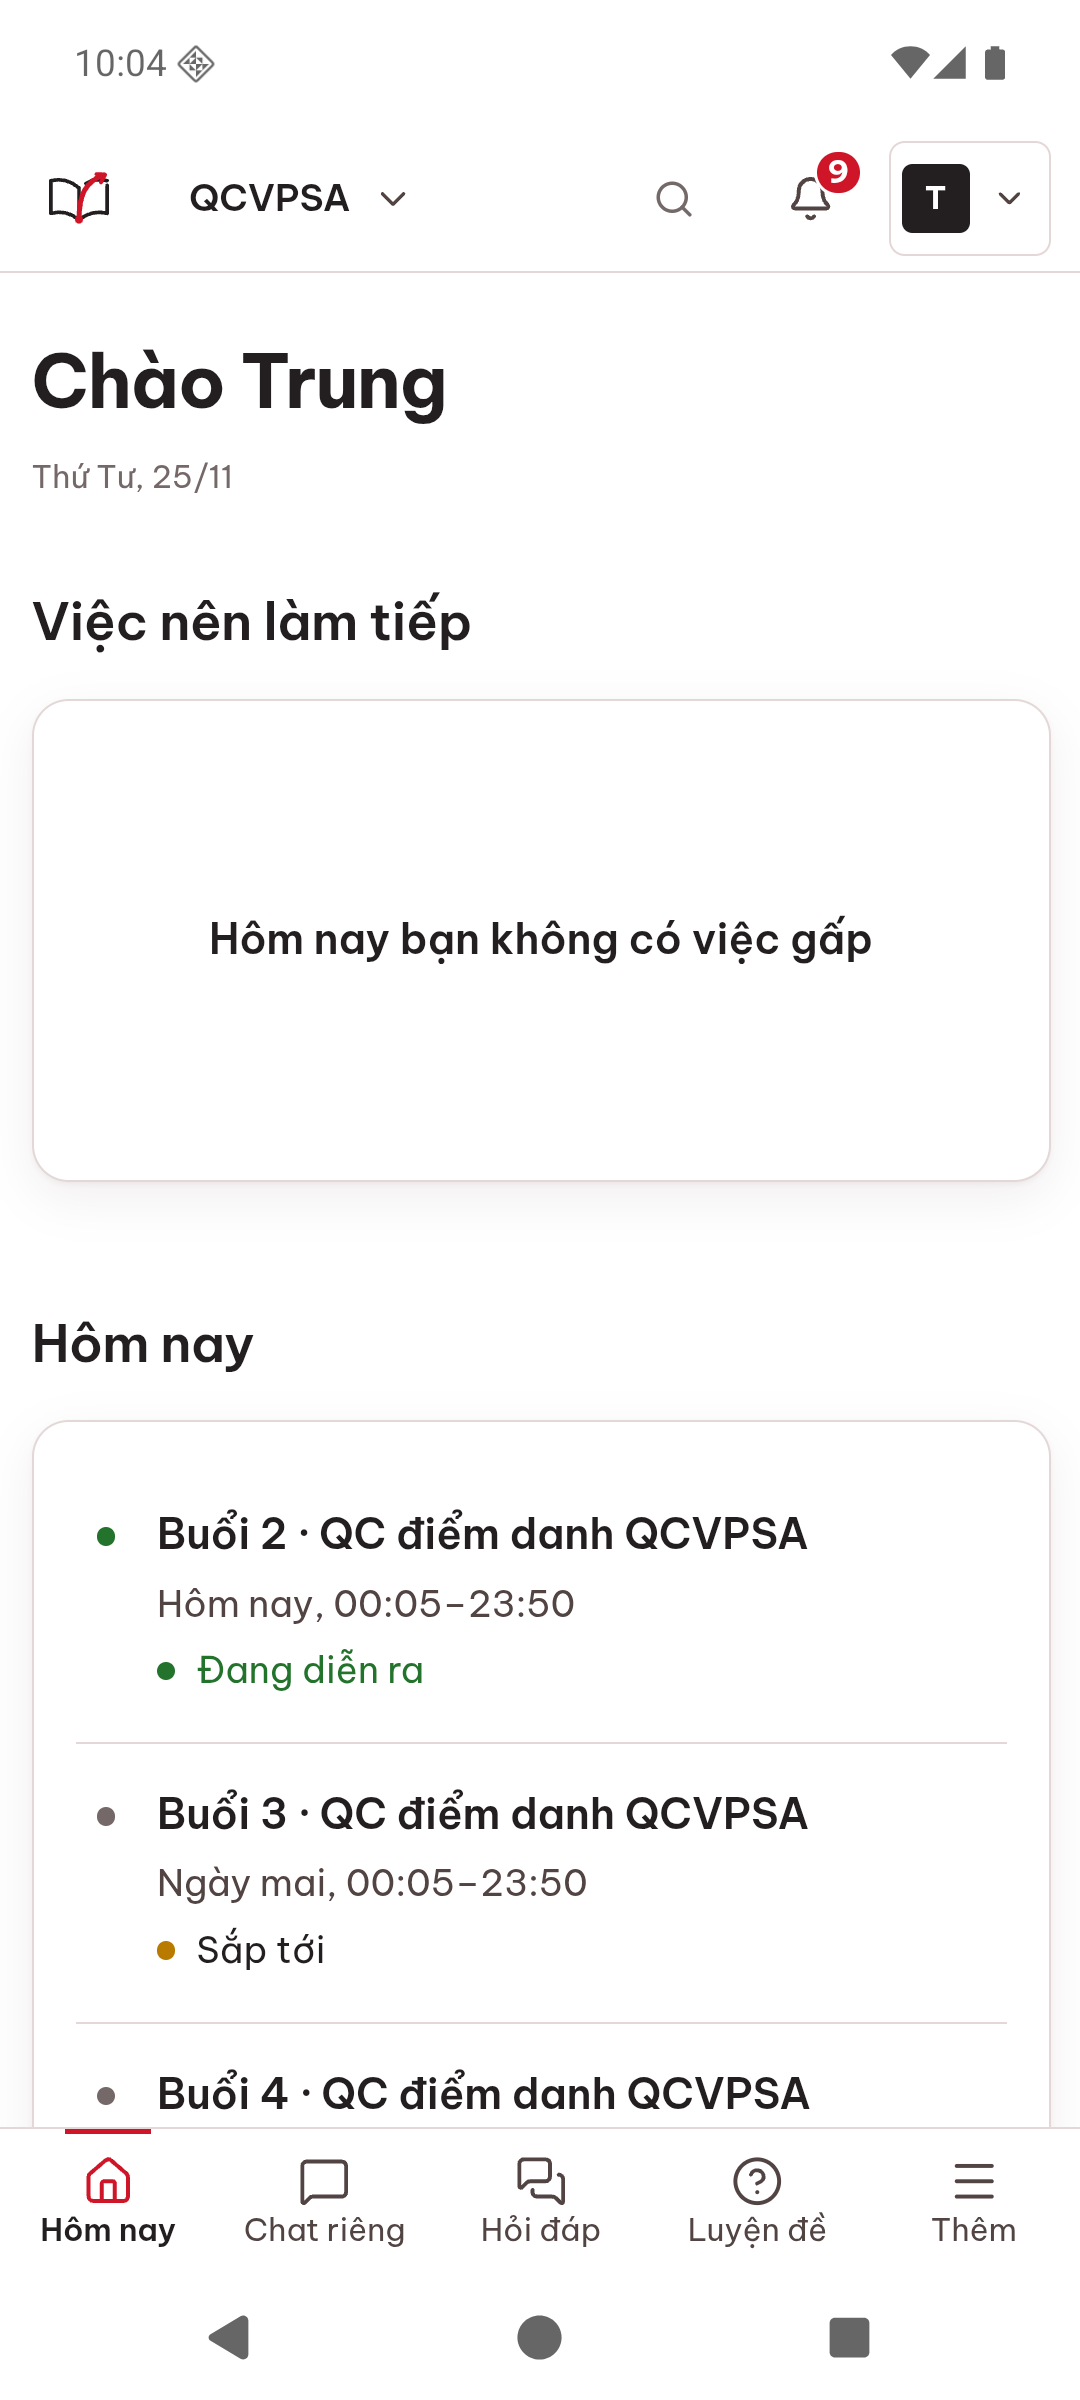 10:04
QCVPSA
9
T
Chào Trung
Thứ Tư, 25/11
Việc nên làm tiếp
Hôm nay bạn không có việc gấp
Hôm nay
Buổi 2 · QC điểm danh QCVPSA
Hôm nay, 00:05–23:50
Đang diễn ra
Buổi 3 · QC điểm danh QCVPSA
Ngày mai, 00:05–23:50
Sắp tới
Buổi 4 · QC điểm danh QCVPSA
Hôm nay
Chat riêng
Hỏi đáp
Luyện đề
Thêm